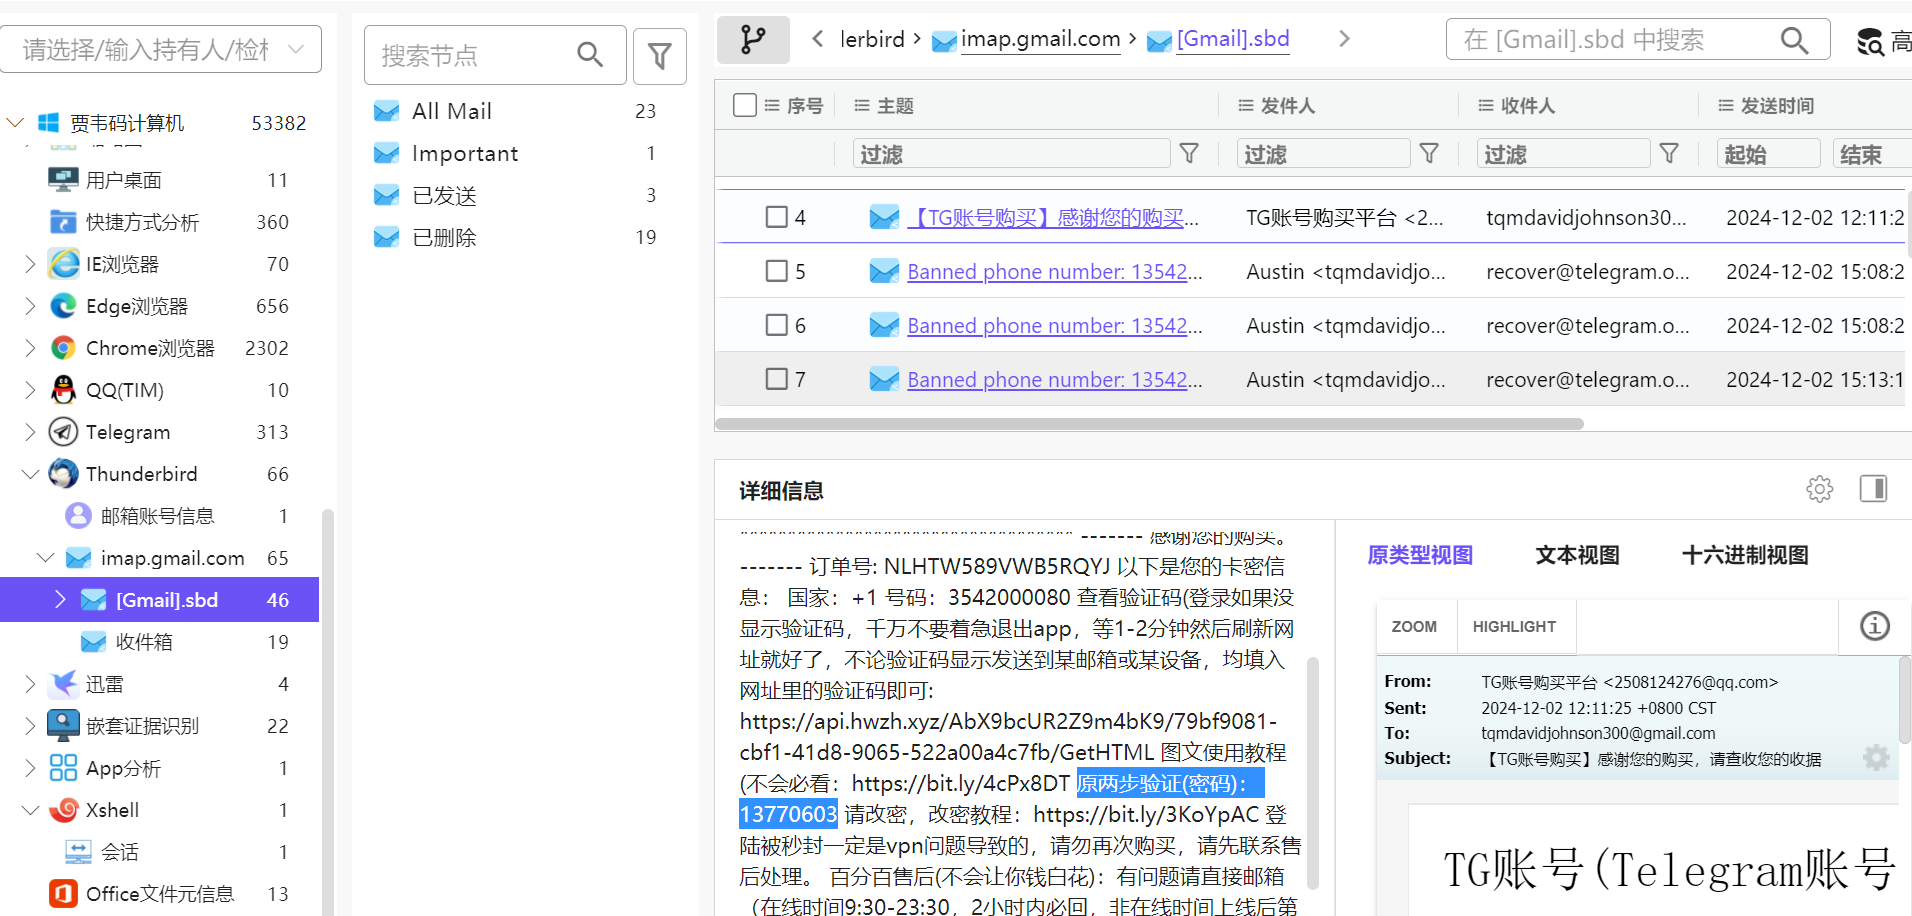 请选择/输入持有人/检
贾韦码计算机 53382
用户桌面 11
快捷方式分析 360
IE浏览器 70
Edge浏览器 656
Chrome浏览器 2302
QQ(TIM) 10
Telegram 313
Thunderbird 66
邮箱账号信息 1
imap.gmail.com 65
[Gmail].sbd 46
收件箱 19
迅雷 4
嵌套证据识别 22
App分析 1
Xshell 1
会话 1
Office文件元信息 13
搜索节点
All Mail 23
Important 1
已发送 3
已删除 19
lerbird > imap.gmail.com > [Gmail].sbd
在 [Gmail].sbd 中搜索
高
序号 主题 发件人 收件人 发送时间
过滤 过滤 过滤 起始 结束
4 【TG账号购买】感谢您的购买... TG账号购买平台 <2... tqmdavidjohnson30... 2024-12-02 12:11:2
5 Banned phone number: 13542... Austin <tqmdavidjo... recover@telegram.o... 2024-12-02 15:08:2
6 Banned phone number: 13542... Austin <tqmdavidjo... recover@telegram.o... 2024-12-02 15:08:2
7 Banned phone number: 13542... Austin <tqmdavidjo... recover@telegram.o... 2024-12-02 15:13:1
详细信息
------- 感谢您的购买。
------- 订单号: NLHTW589VWB5RQYJ 以下是您的卡密信
息： 国家：+1 号码：3542000080 查看验证码(登录如果没
显示验证码，千万不要着急退出app，等1-2分钟然后刷新网
址就好了，不论验证码显示发送到某邮箱或某设备，均填入
网址里的验证码即可:
https://api.hwzh.xyz/AbX9bcUR2Z9m4bK9/79bf9081-
cbf1-41d8-9065-522a00a4c7fb/GetHTML 图文使用教程
(不会必看：https://bit.ly/4cPx8DT 原两步验证(密码)：
13770603 请改密，改密教程：https://bit.ly/3KoYpAC 登
陆被秒封一定是vpn问题导致的，请勿再次购买，请先联系售
后处理。 百分百售后(不会让你钱白花)：有问题请直接邮箱
（在线时间9:30-23:30，2小时内必回，非在线时间上线后第
原类型视图 文本视图 十六进制视图
ZOOM HIGHLIGHT
From: TG账号购买平台 <2508124276@qq.com>
Sent: 2024-12-02 12:11:25 +0800 CST
To: tqmdavidjohnson300@gmail.com
Subject: 【TG账号购买】感谢您的购买，请查收您的收据
TG账号(Telegram账号